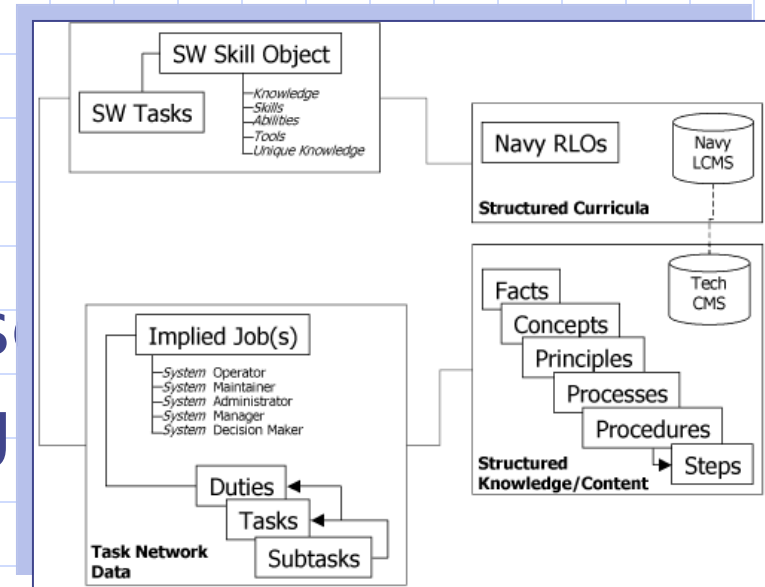 SW Skill Object
SW Tasks
Knowledge
Skills
Abilities
Tools
Unique Knowledge
Navy RLOs
Navy
LCMS
Structured Curricula
Tech
CMS
Facts
Concepts
Principles
Processes
Procedures
Steps
Structured
Knowledge/Content
Implied Job(s)
System Operator
System Maintainer
System Administrator
System Manager
System Decision Maker
Duties
Tasks
Subtasks
Task Network
Data